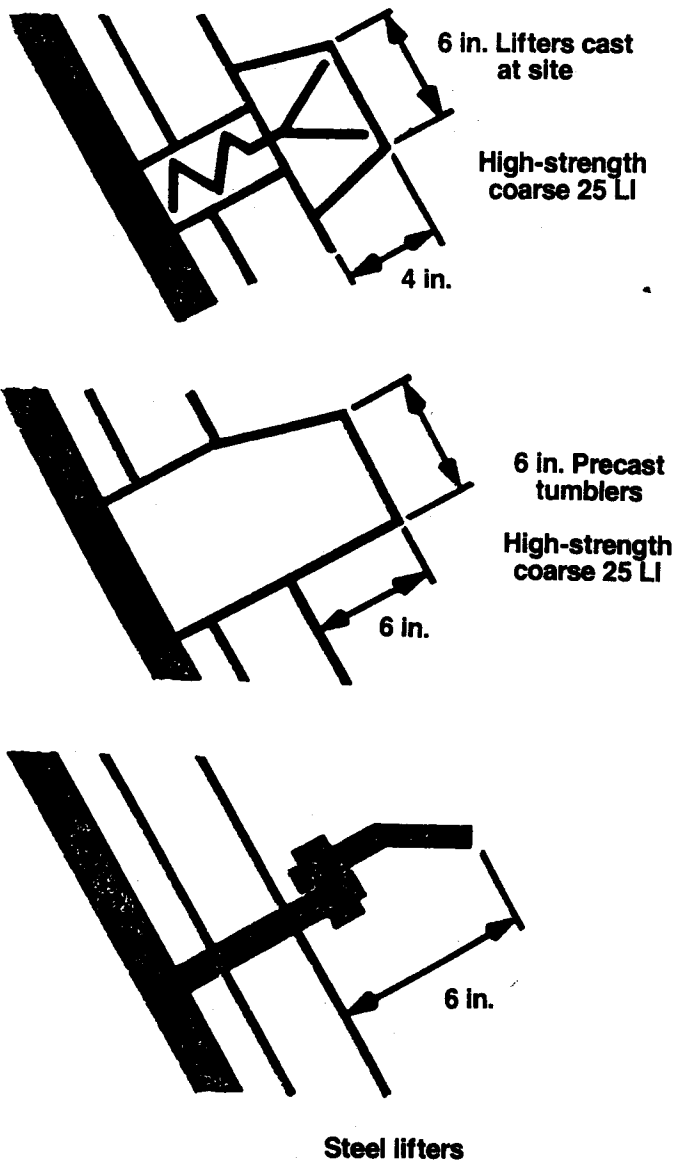 6 in. Lifters cast
at site
High-strength
coarse 25 LI
4 in.
6 in. Precast
tumblers
High-strength
coarse 25 LI
6 in.
6 in.
Steel lifters